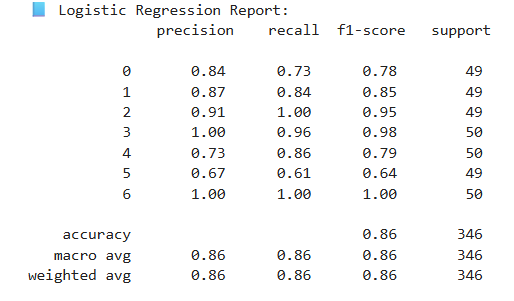 Logistic Regression Report:
precision recall f1-score support
0 0.84 0.73 0.78 49
1 0.87 0.84 0.85 49
2 0.91 1.00 0.95 49
3 1.00 0.96 0.98 50
4 0.73 0.86 0.79 50
5 0.67 0.61 0.64 49
6 1.00 1.00 1.00 50
accuracy 0.86 346
macro avg 0.86 0.86 0.86 346
weighted avg 0.86 0.86 0.86 346